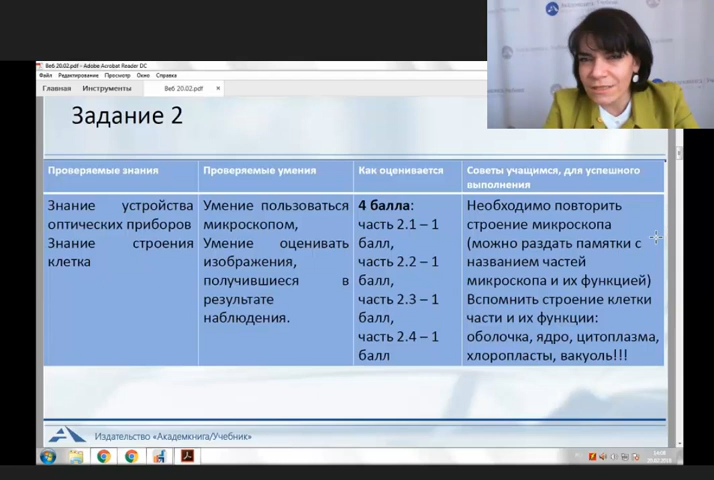 Веб 20.02.pdf - Adobe Acrobat Reader DC
Файл Редактирование Просмотр Окно Справка
Главная Инструменты Веб 20.02.pdf ×
Задание 2
Проверяемые знания
Проверяемые умения
Как оценивается
Советы учащимся, для успешного
выполнения
Знание устройства
оптических приборов
Знание строения
клетка
Умение пользоваться
микроскопом,
Умение оценивать
изображения,
получившиеся в
результате
наблюдения.
4 балла:
часть 2.1 – 1
балл,
часть 2.2 – 1
балл,
часть 2.3 – 1
балл,
часть 2.4 – 1
балл
Необходимо повторить
строение микроскопа
(можно раздать памятки с
названием частей
микроскопа и их функцией)
Вспомнить строение клетки
части и их функции:
оболочка, ядро, цитоплазма,
хлоропласты, вакуоль!!!
Издательство «Академкнига/Учебник»